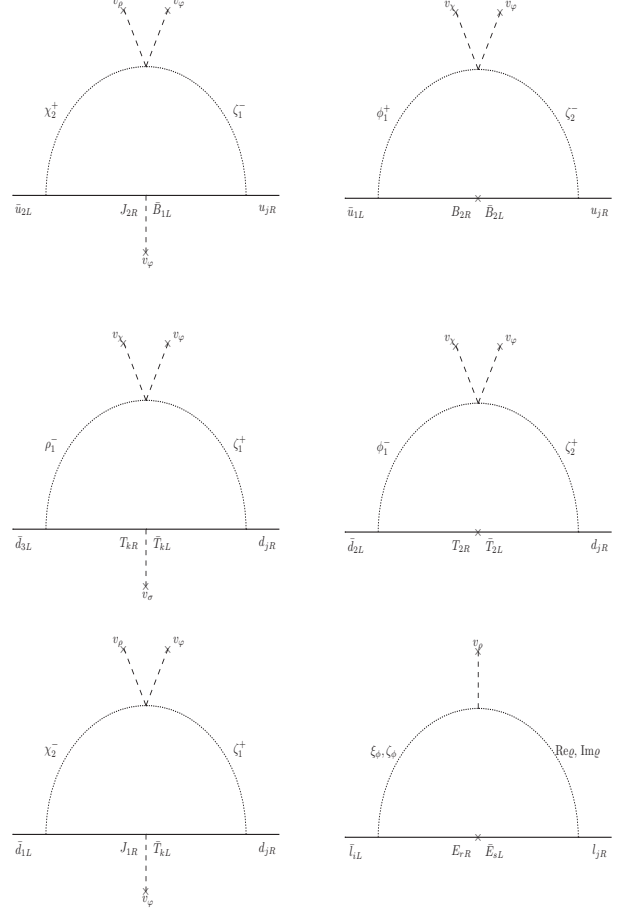 v_ρ v_φ
χ_2^+ ζ_1^-
ū_{2L} J_{2R} B̄_{1L} u_{jR}
v_φ
v_χ v_φ
ϕ_1^+ ζ_2^-
ū_{1L} B_{2R} B̄_{2L} u_{jR}
v_χ v_φ
ρ_1^- ζ_1^+
d̄_{3L} T_{kR} T̄_{kL} d_{jR}
v_σ
v_χ v_φ
ϕ_1^- ζ_2^+
d̄_{2L} T_{2R} T̄_{2L} d_{jR}
v_ρ v_φ
χ_2^- ζ_1^+
d̄_{1L} J_{1R} T̄_{kL} d_{jR}
v_φ
v_ϱ
ξ_ϕ, ζ_ϕ Reϱ, Imϱ
l̄_{iL} E_{rR} Ē_{sL} l_{jR}